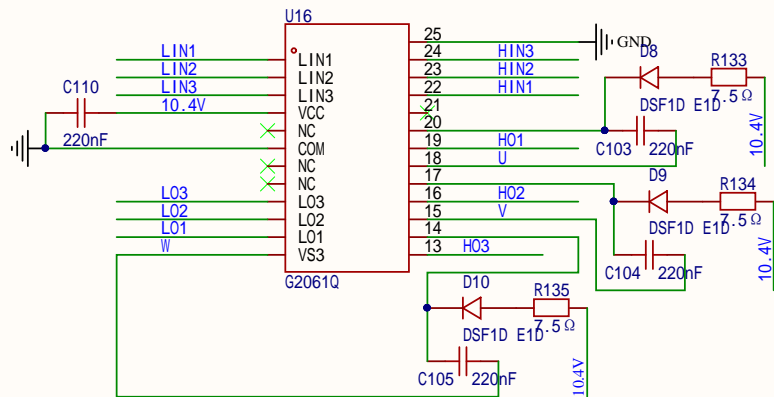 U16
25
GND
LIN1
LIN1
24
HIN3
D8
R133
LIN2
LIN2
23
HIN2
C110
LIN3
LIN3
22
HIN1
7.5Ω
10.4V
VCC
21
DSF1D E1D
NC
20
10.4V
220nF
COM
19
HO1
C103
220nF
NC
18
U
NC
17
D9
R134
LO3
LO3
16
HO2
LO2
LO2
15
V
DSF1D E1D
7.5Ω
LO1
LO1
14
10.4V
W
VS3
13
HO3
C104
220nF
G2061Q
D10
R135
DSF1D E1D
7.5Ω
C105
220nF
10.4V